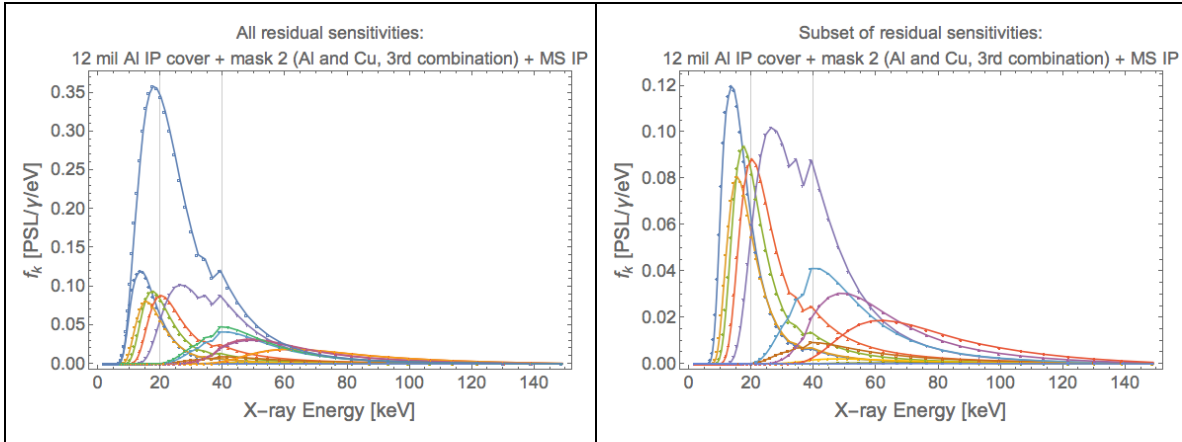 All residual sensitivities:
12 mil Al IP cover + mask 2 (Al and Cu, 3rd combination) + MS IP
0.35
0.30
0.25
0.20
0.15
0.10
0.05
0.00
fₖ [PSL/γ/eV]
0 20 40 60 80 100 120 140
X-ray Energy [keV]
Subset of residual sensitivities:
12 mil Al IP cover + mask 2 (Al and Cu, 3rd combination) + MS IP
0.12
0.10
0.08
0.06
0.04
0.02
0.00
fₖ [PSL/γ/eV]
0 20 40 60 80 100 120 140
X-ray Energy [keV]